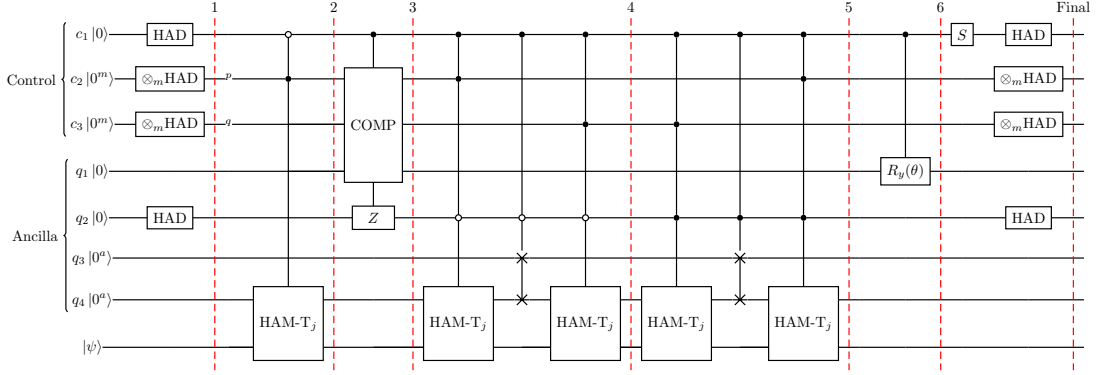 1 2 3 4 5 6 Final
c₁ |0⟩ HAD S HAD
Control c₂ |0ᵐ⟩ ⊗ₘHAD p ⊗ₘHAD
c₃ |0ᵐ⟩ ⊗ₘHAD q COMP ⊗ₘHAD
q₁ |0⟩ R_y(θ)
q₂ |0⟩ HAD Z HAD
Ancilla
q₃ |0ᵃ⟩
q₄ |0ᵃ⟩
HAM-Tⱼ HAM-Tⱼ HAM-Tⱼ HAM-Tⱼ HAM-Tⱼ
|ψ⟩